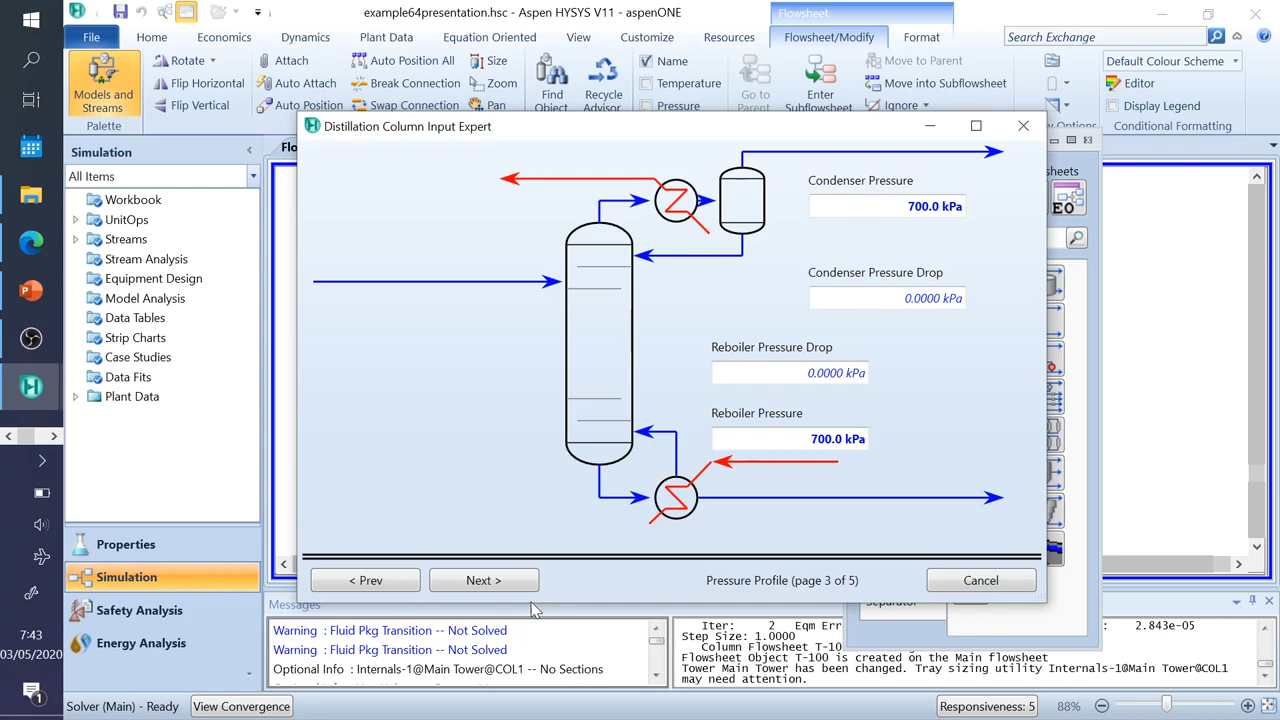 example64presentation.hsc - Aspen HYSYS V11 - aspenONE
Flowsheet
File
Home
Economics
Dynamics
Plant Data
Equation Oriented
View
Customize
Resources
Flowsheet/Modify
Format
Search Exchange
Models and
Streams
Palette
Rotate
Flip Horizontal
Flip Vertical
Attach
Auto Attach
Auto Position
Auto Position All
Break Connection
Swap Connection
Size
Zoom
Pan
Find
Object
Recycle
Advisor
Name
Temperature
Pressure
Go to
Parent
Enter
Subflowsheet
Move to Parent
Move into Subflowsheet
Ignore
Options
Default Colour Scheme
Editor
Display Legend
Conditional Formatting
Simulation
All Items
Workbook
UnitOps
Streams
Stream Analysis
Equipment Design
Model Analysis
Data Tables
Strip Charts
Case Studies
Data Fits
Plant Data
Properties
Simulation
Safety Analysis
Energy Analysis
Flo
Distillation Column Input Expert
Condenser Pressure
700.0 kPa
Condenser Pressure Drop
0.0000 kPa
Reboiler Pressure Drop
0.0000 kPa
Reboiler Pressure
700.0 kPa
< Prev
Next >
Pressure Profile (page 3 of 5)
Cancel
heets
EO
Separator
Messages
Warning : Fluid Pkg Transition -- Not Solved
Warning : Fluid Pkg Transition -- Not Solved
Optional Info : Internals-1@Main Tower@COL1 -- No Sections
Iter: 2 Eqm Err 2.843e-05
Step Size: 1.0000
Column Flowsheet T-10
Flowsheet Object T-100 is created on the Main flowsheet
Tower Main Tower has been changed. Tray sizing utility Internals-1@Main Tower@COL1
may need attention.
Solver (Main) - Ready
View Convergence
Responsiveness: 5
88%
7:43
03/05/2020
1